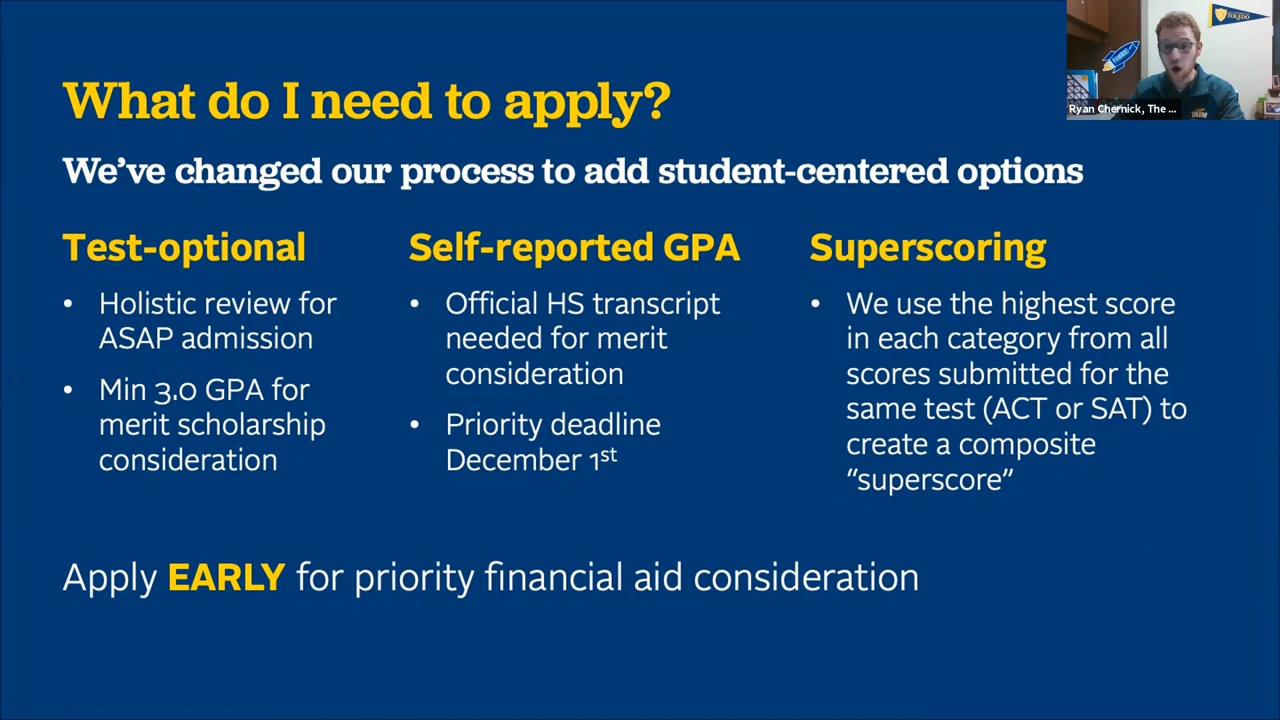 What do I need to apply?
We've changed our process to add student-centered options
Test-optional
• Holistic review for
ASAP admission
• Min 3.0 GPA for
merit scholarship
consideration
Self-reported GPA
• Official HS transcript
needed for merit
consideration
• Priority deadline
December 1st
Superscoring
• We use the highest score
in each category from all
scores submitted for the
same test (ACT or SAT) to
create a composite
“superscore”
Apply EARLY for priority financial aid consideration
TOLEDO
Ryan Chernick, The ...